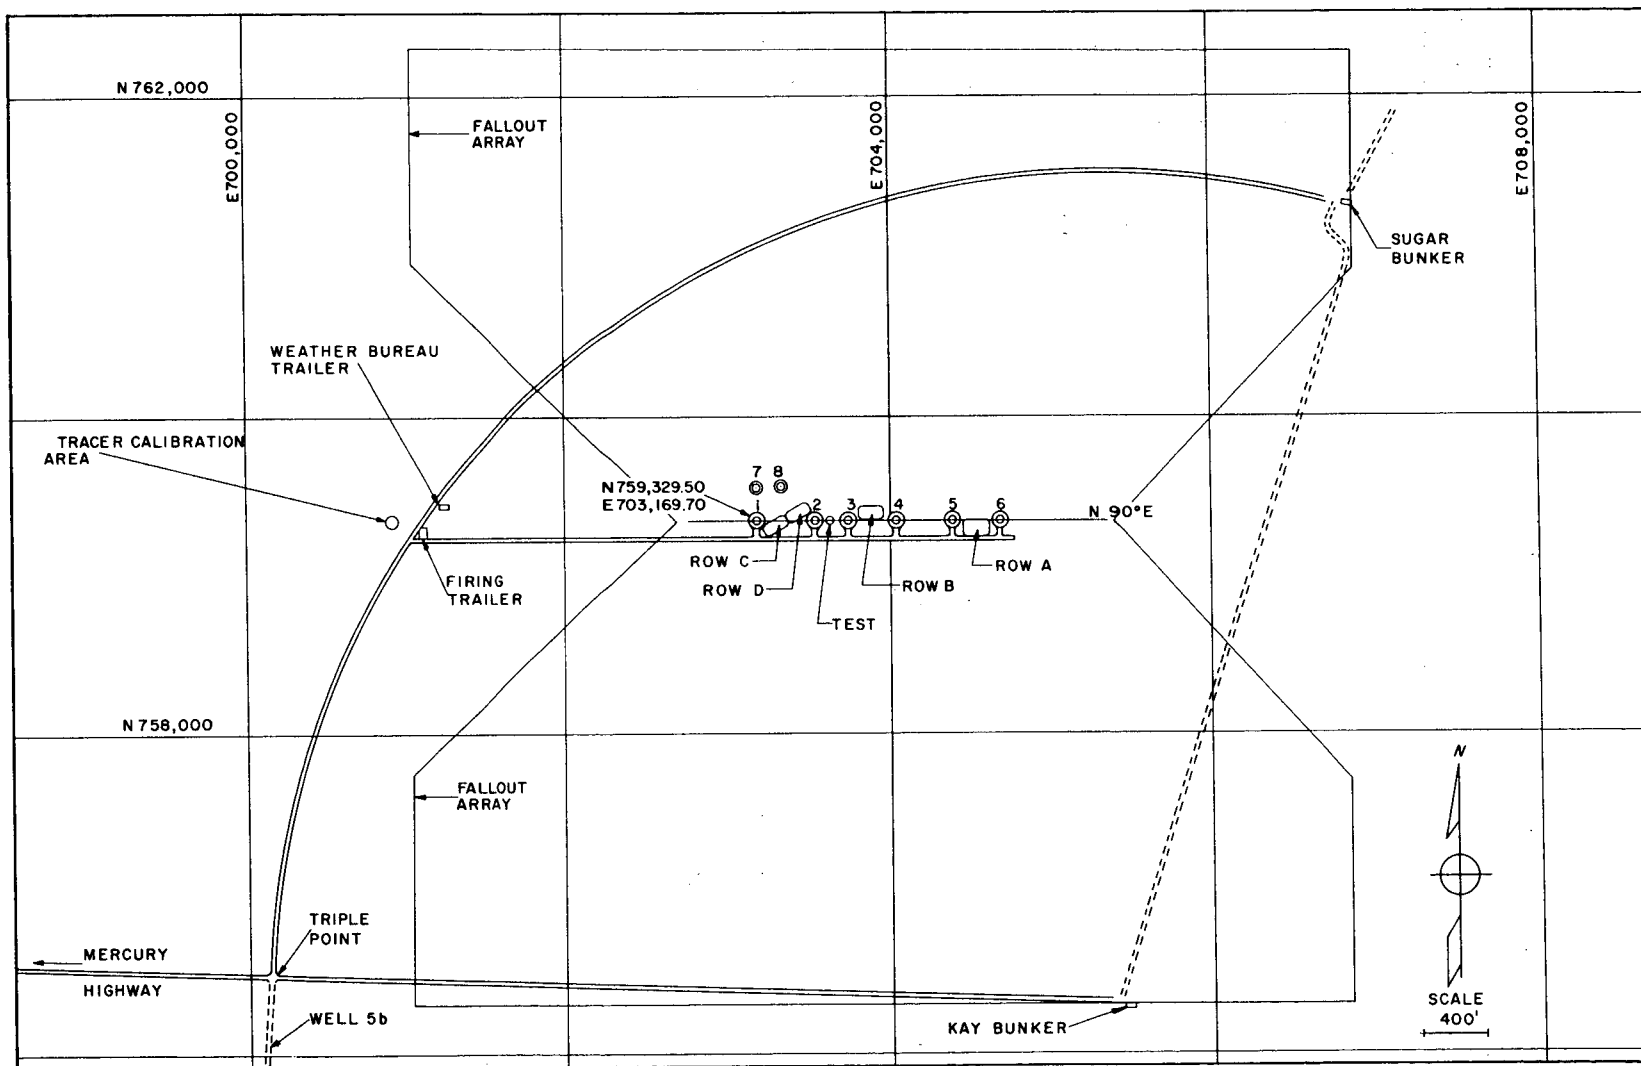 N 762,000
E 700,000
E 704,000
E 708,000
FALLOUT
ARRAY
SUGAR
BUNKER
WEATHER BUREAU
TRAILER
TRACER CALIBRATION
AREA
7 8
N 759,329.50
E 703,169.70
1 2 3 4 5 6
N 90°E
ROW C
ROW D
ROW B
ROW A
TEST
FIRING
TRAILER
N 758,000
FALLOUT
ARRAY
N
TRIPLE
POINT
MERCURY
HIGHWAY
WELL 5b
KAY BUNKER
SCALE
400'